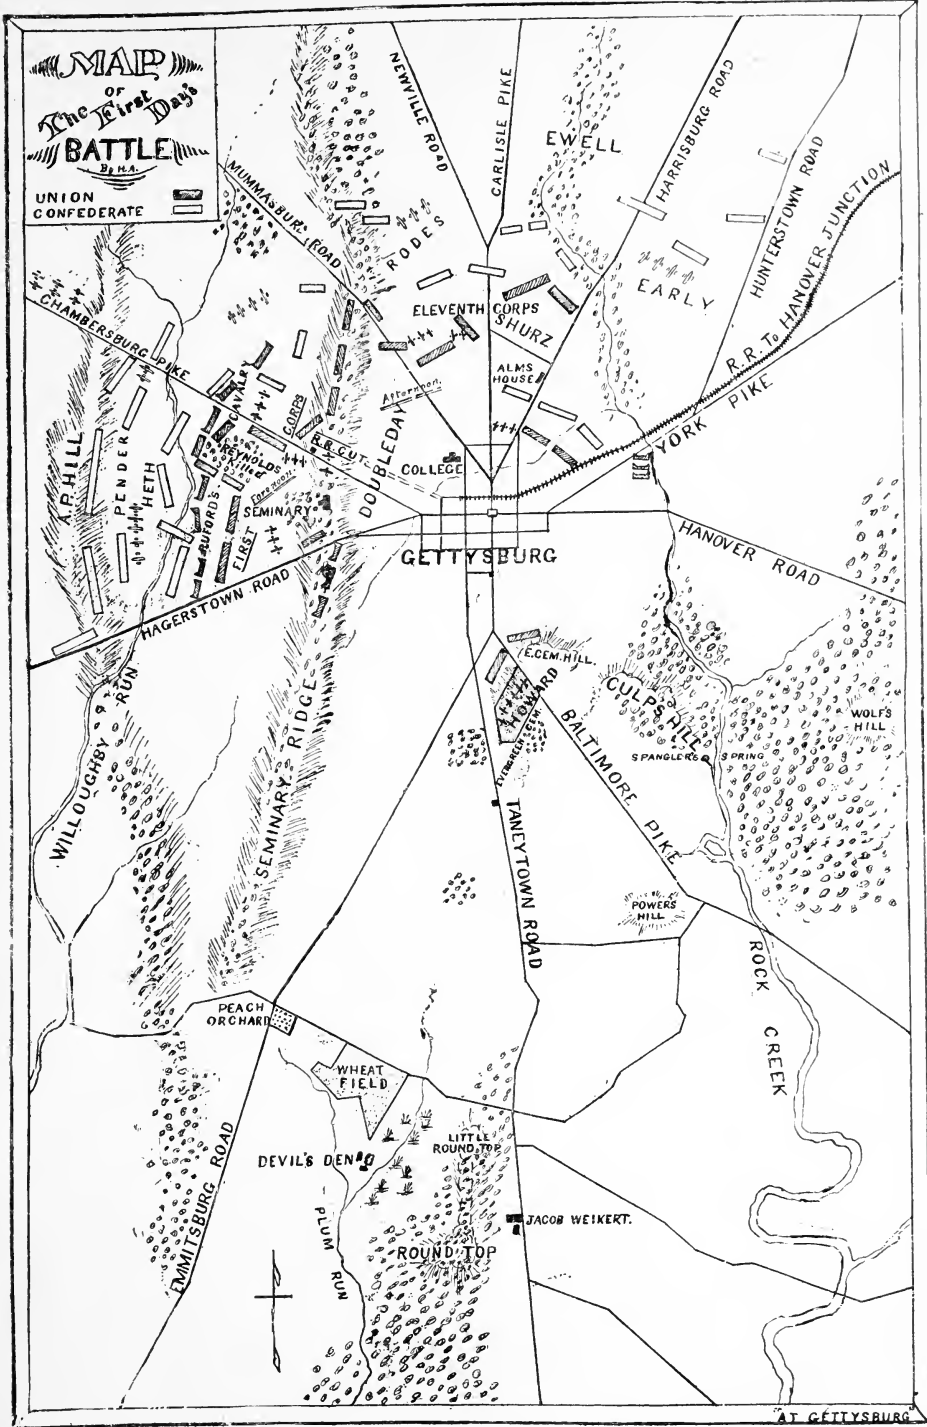 MAP
OF
The First Day's
BATTLE
By H.A.
UNION
CONFEDERATE
NEWVILLE ROAD
CARLISLE PIKE
EWELL
HARRISBURG ROAD
HUNTERSTOWN ROAD
R.R. To HANOVER JUNCTION
MUMMASBURG ROAD
RODES
EARLY
CHAMBERSBURG PIKE
ELEVENTH CORPS
SHURZ
ALMS
HOUSE
Afternoon.
YORK PIKE
CAVALRY
CORPS
R.R. CUT
DOUBLEDAY
COLLEGE
A.P. HILL
PENDER
HETH
REYNOLDS
Killed
Forenoon.
BUFORD'S
FIRST
SEMINARY
GETTYSBURG
HANOVER ROAD
HAGERSTOWN ROAD
E.CEM.HILL.
HOWARD
EVERGREEN CEM.
CULPS HILL
WOLF'S
HILL
SPANGLER'S SPRING
WILLOUGHBY RUN
SEMINARY RIDGE
BALTIMORE PIKE
TANEYTOWN ROAD
POWERS
HILL
ROCK CREEK
PEACH
ORCHARD
WHEAT
FIELD
LITTLE
ROUND TOP
DEVIL'S DEN
EMMITSBURG ROAD
PLUM RUN
JACOB WEIKERT.
ROUND TOP
"AT GETTYSBURG"